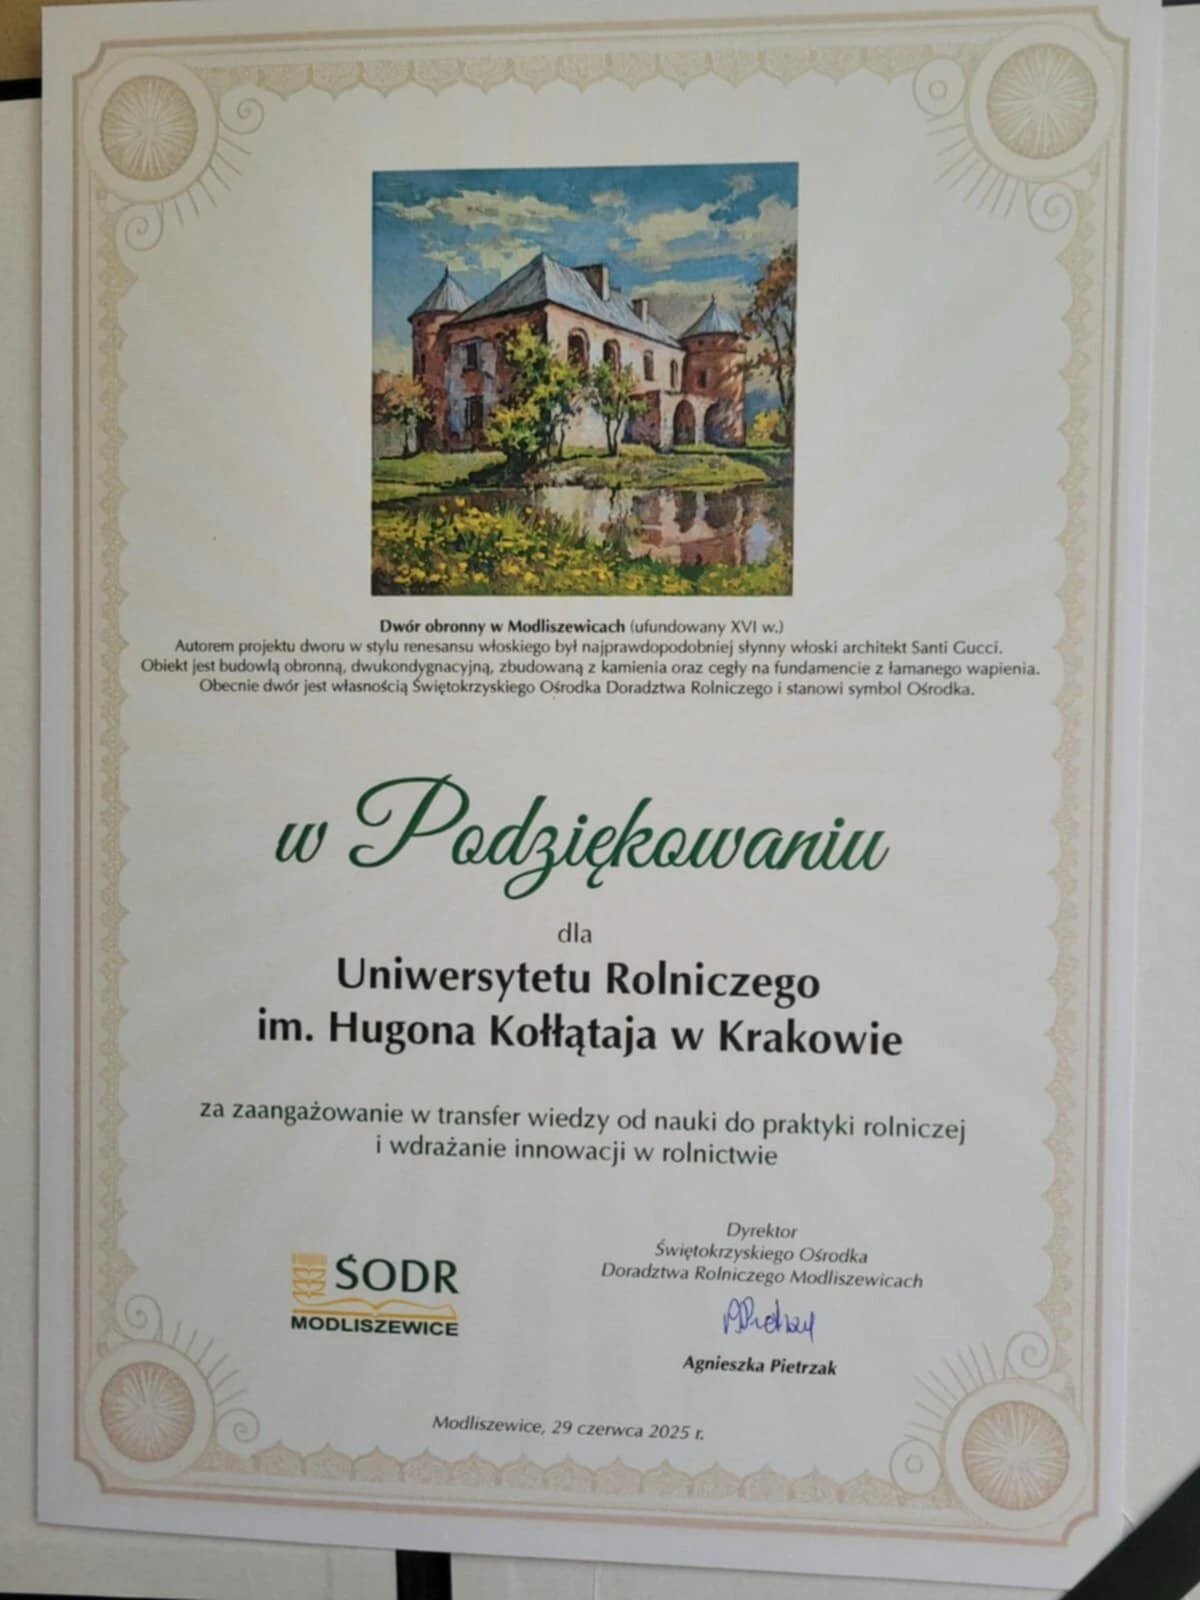 Dwór obronny w Modliszewicach (ufundowany XVI w.)
Autorem projektu dworu w stylu renesansu włoskiego był najprawdopodobniej słynny włoski architekt Santi Gucci.
Obiekt jest budowlą obronną, dwukondygnacyjną, zbudowaną z kamienia oraz cegły na fundamencie z łamanego wapienia.
Obecnie dwór jest własnością Świętokrzyskiego Ośrodka Doradztwa Rolniczego i stanowi symbol Ośrodka.
w Podziękowaniu
dla
Uniwersytetu Rolniczego
im. Hugona Kołłątaja w Krakowie
za zaangażowanie w transfer wiedzy od nauki do praktyki rolniczej
i wdrażanie innowacji w rolnictwie
Dyrektor
Świętokrzyskiego Ośrodka
Doradztwa Rolniczego Modliszewicach
ŚODR
MODLISZEWICE
Agnieszka Pietrzak
Modliszewice, 29 czerwca 2025 r.